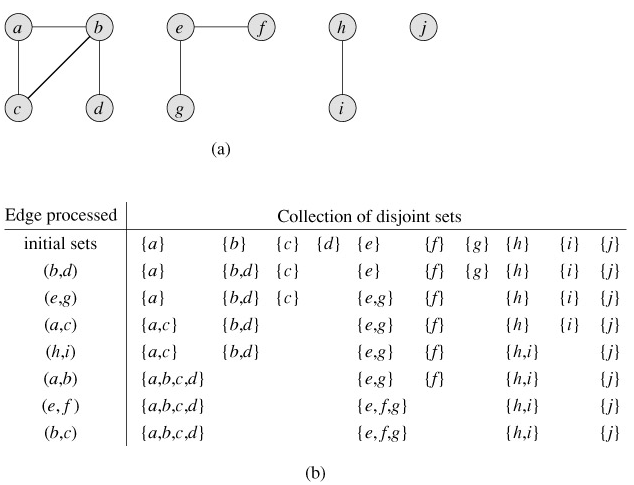 a b e f h j
c d g i
(a)
Edge processed Collection of disjoint sets
initial sets {a} {b} {c} {d} {e} {f} {g} {h} {i} {j}
(b,d) {a} {b,d} {c} {e} {f} {g} {h} {i} {j}
(e,g) {a} {b,d} {c} {e,g} {f} {h} {i} {j}
(a,c) {a,c} {b,d} {e,g} {f} {h} {i} {j}
(h,i) {a,c} {b,d} {e,g} {f} {h,i} {j}
(a,b) {a,b,c,d} {e,g} {f} {h,i} {j}
(e, f) {a,b,c,d} {e, f,g} {h,i} {j}
(b,c) {a,b,c,d} {e, f,g} {h,i} {j}
(b)